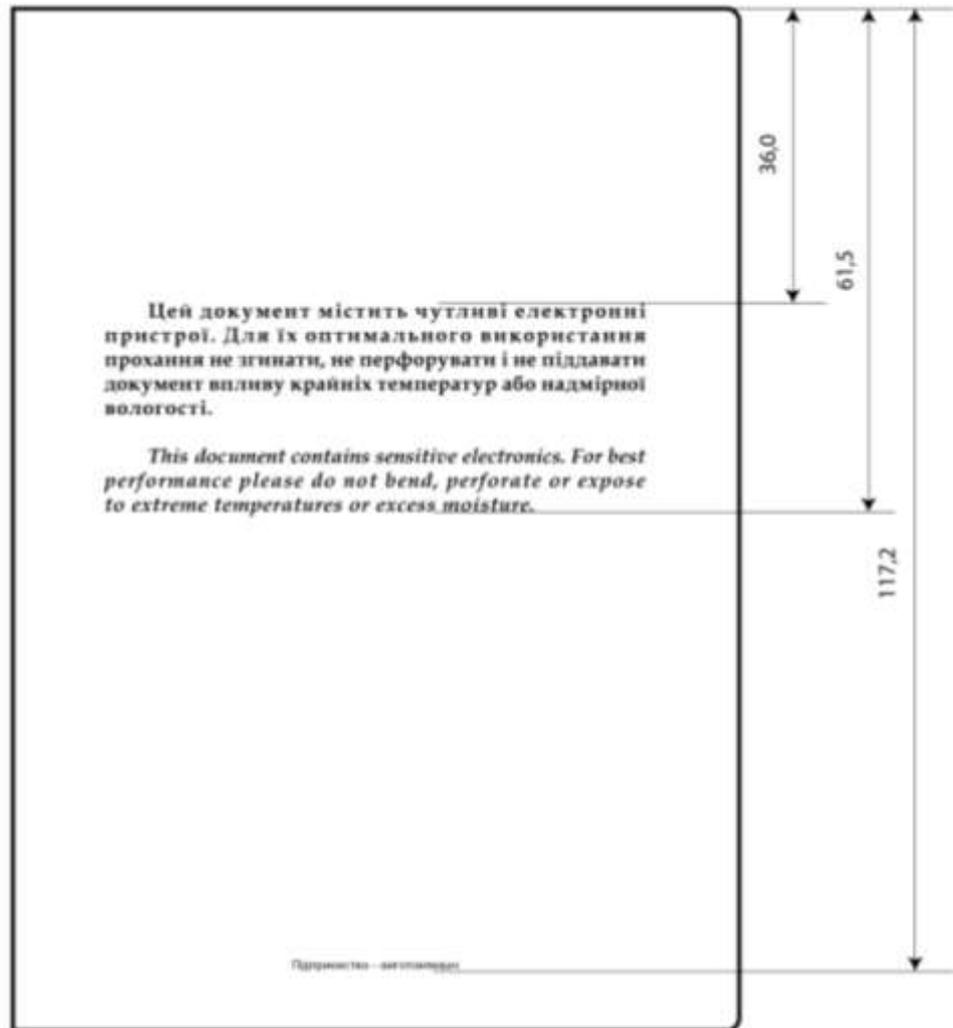 36,0
61,5
Цей документ містить чутливі електронні
пристрої. Для їх оптимального використання
прохання не згинати, не перфорувати і не піддавати
документ впливу крайніх температур або надмірної
вологості.
This document contains sensitive electronics. For best
performance please do not bend, perforate or expose
to extreme temperatures or excess moisture.
117,2
Підприємство – виготовлювач